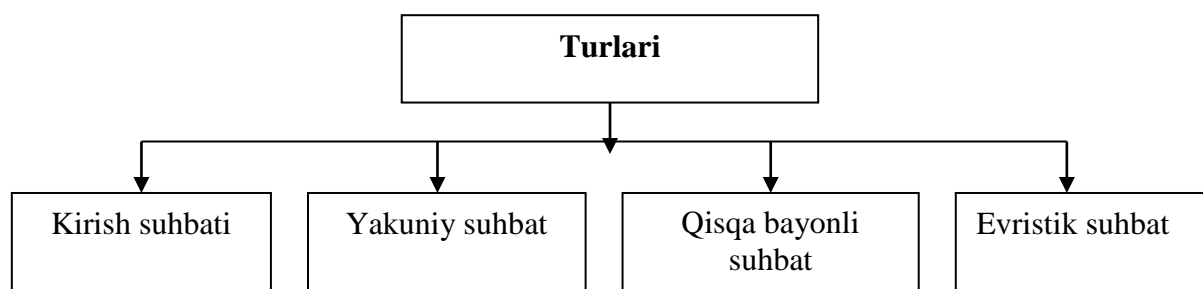 Turlari
Kirish suhbati
Yakuniy suhbat
Qisqa bayonli
suhbat
Evristik suhbat